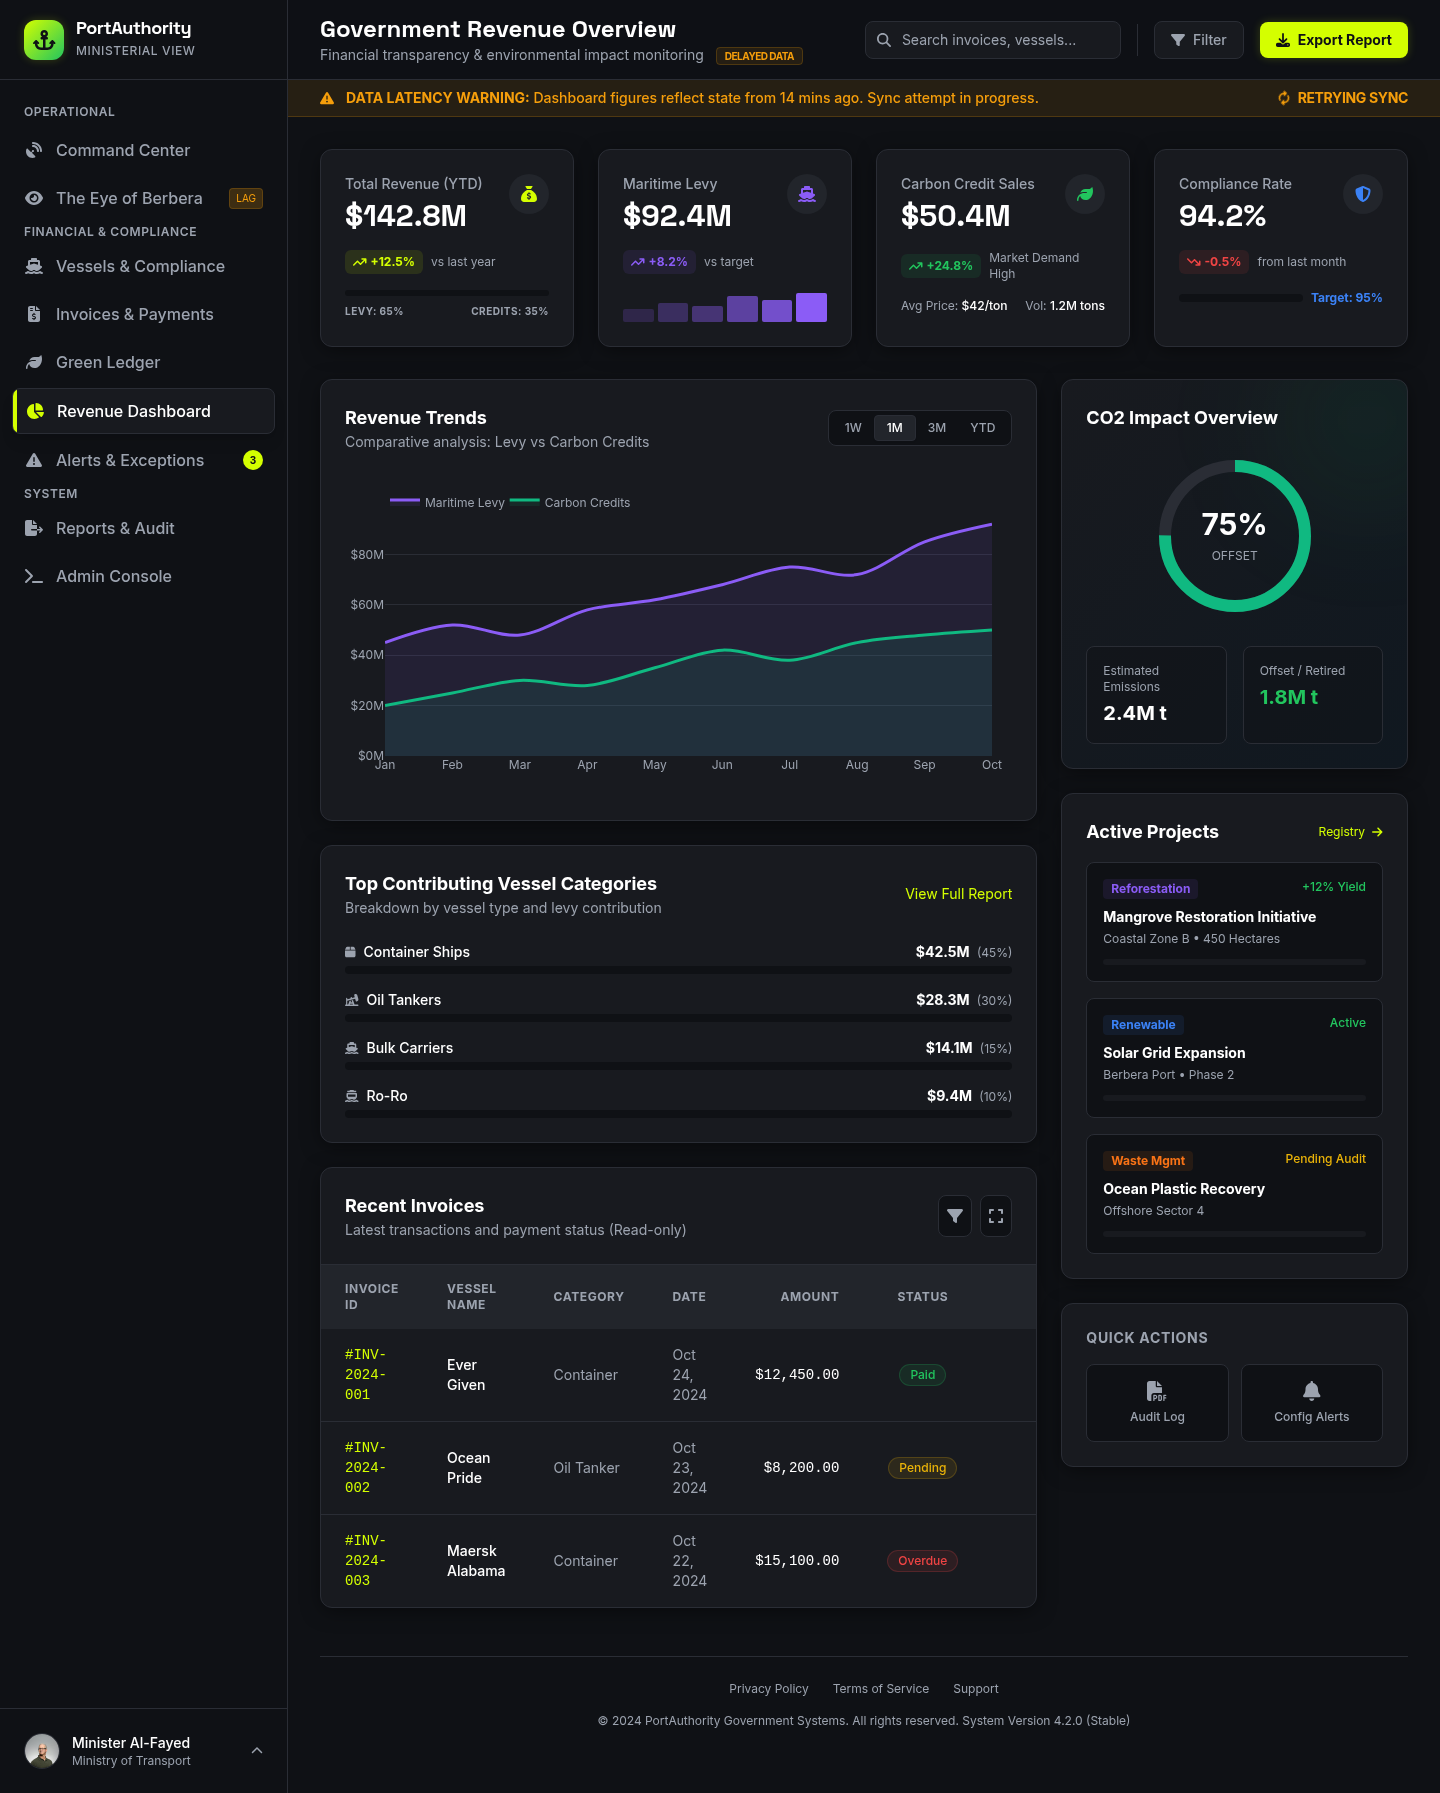 PortAuthority
MINISTERIAL VIEW
OPERATIONAL
Command Center
The Eye of Berbera LAG
FINANCIAL & COMPLIANCE
Vessels & Compliance
Invoices & Payments
Green Ledger
Revenue Dashboard
Alerts & Exceptions 3
SYSTEM
Reports & Audit
Admin Console
Minister Al-Fayed
Ministry of Transport
Government Revenue Overview
Financial transparency & environmental impact monitoring DELAYED DATA
Search invoices, vessels...
Filter
Export Report
DATA LATENCY WARNING: Dashboard figures reflect state from 14 mins ago. Sync attempt in progress.
RETRYING SYNC
Total Revenue (YTD)
$142.8M
+12.5% vs last year
LEVY: 65% CREDITS: 35%
Maritime Levy
$92.4M
+8.2% vs target
Carbon Credit Sales
$50.4M
+24.8% Market Demand
High
Avg Price: $42/ton Vol: 1.2M tons
Compliance Rate
94.2%
-0.5% from last month
Target: 95%
Revenue Trends
Comparative analysis: Levy vs Carbon Credits
1W 1M 3M YTD
Maritime Levy Carbon Credits
$80M
$60M
$40M
$20M
$0M
Jan Feb Mar Apr May Jun Jul Aug Sep Oct
CO2 Impact Overview
75%
OFFSET
Estimated
Emissions
2.4M t
Offset / Retired
1.8M t
Top Contributing Vessel Categories
Breakdown by vessel type and levy contribution
View Full Report
Container Ships $42.5M (45%)
Oil Tankers $28.3M (30%)
Bulk Carriers $14.1M (15%)
Ro-Ro $9.4M (10%)
Active Projects
Registry
Reforestation +12% Yield
Mangrove Restoration Initiative
Coastal Zone B • 450 Hectares
Renewable Active
Solar Grid Expansion
Berbera Port • Phase 2
Waste Mgmt Pending Audit
Ocean Plastic Recovery
Offshore Sector 4
Recent Invoices
Latest transactions and payment status (Read-only)
INVOICE
ID
VESSEL
NAME
CATEGORY
DATE
AMOUNT
STATUS
#INV-
2024-
001
Ever
Given
Container
Oct
24,
2024
$12,450.00
Paid
#INV-
2024-
002
Ocean
Pride
Oil Tanker
Oct
23,
2024
$8,200.00
Pending
#INV-
2024-
003
Maersk
Alabama
Container
Oct
22,
2024
$15,100.00
Overdue
QUICK ACTIONS
PDF
Audit Log
Config Alerts
Privacy Policy Terms of Service Support
© 2024 PortAuthority Government Systems. All rights reserved. System Version 4.2.0 (Stable)